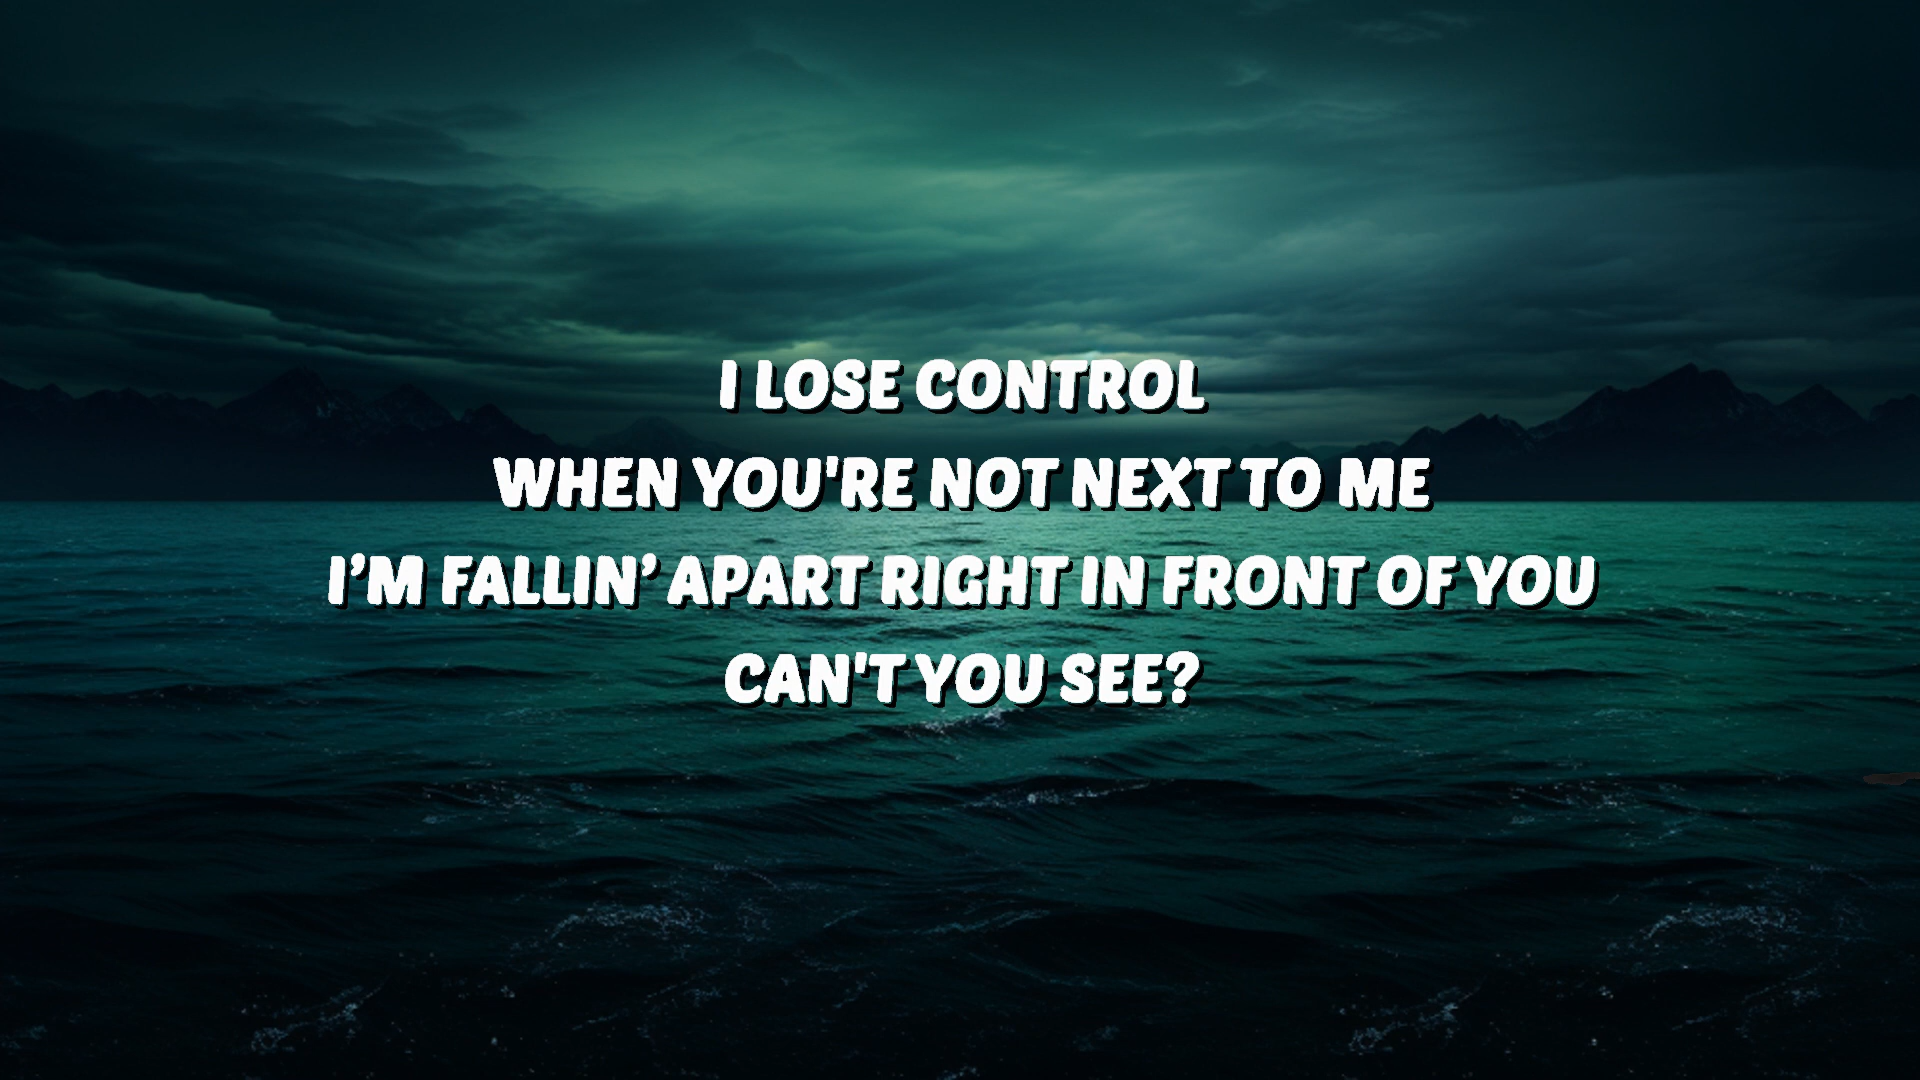 I LOSE CONTROL
WHEN YOU'RE NOT NEXT TO ME
I’M FALLIN’ APART RIGHT IN FRONT OF YOU
CAN'T YOU SEE?